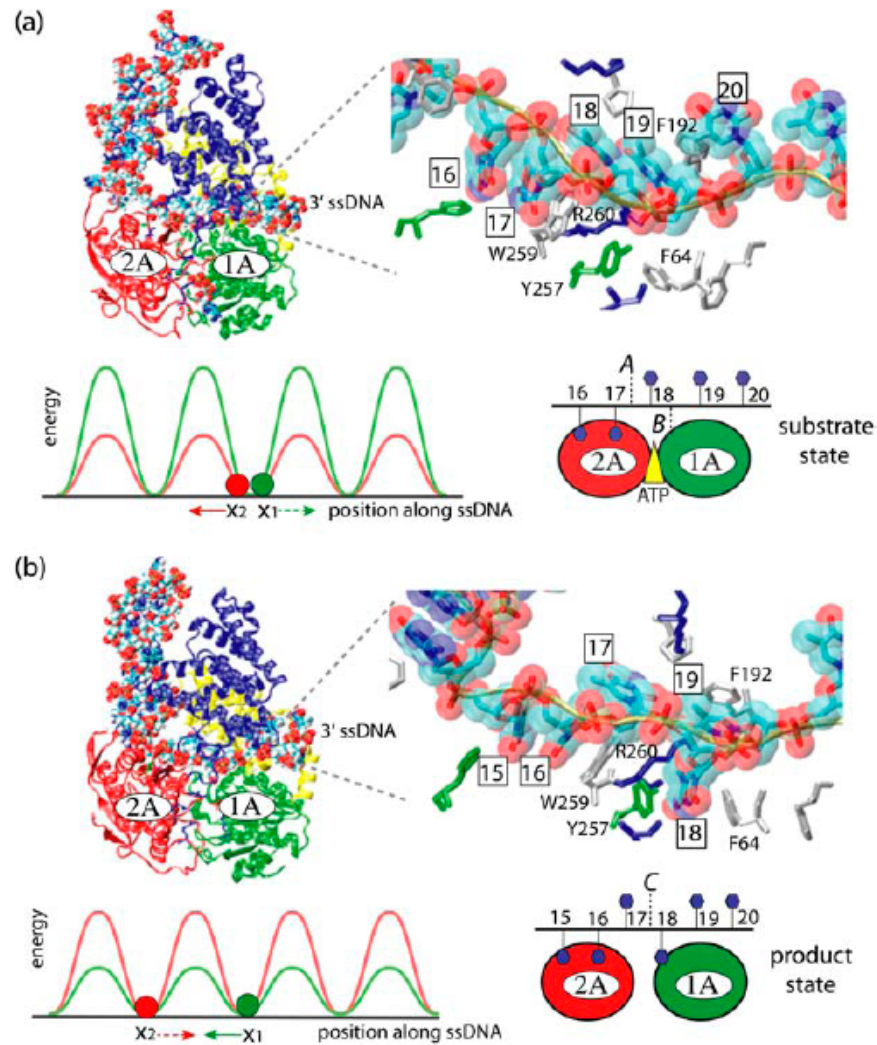 (a)
3' ssDNA
2A
1A
16
17
18
19
F192
20
R260
W259
Y257
F64
energy
X2
X1
position along ssDNA
A
16
17
18
19
20
B
2A
1A
ATP
substrate
state
(b)
3' ssDNA
2A
1A
17
19
F192
15
16
R260
W259
Y257
18
F64
energy
X2
X1
position along ssDNA
C
15
16
17
18
19
20
2A
1A
product
state